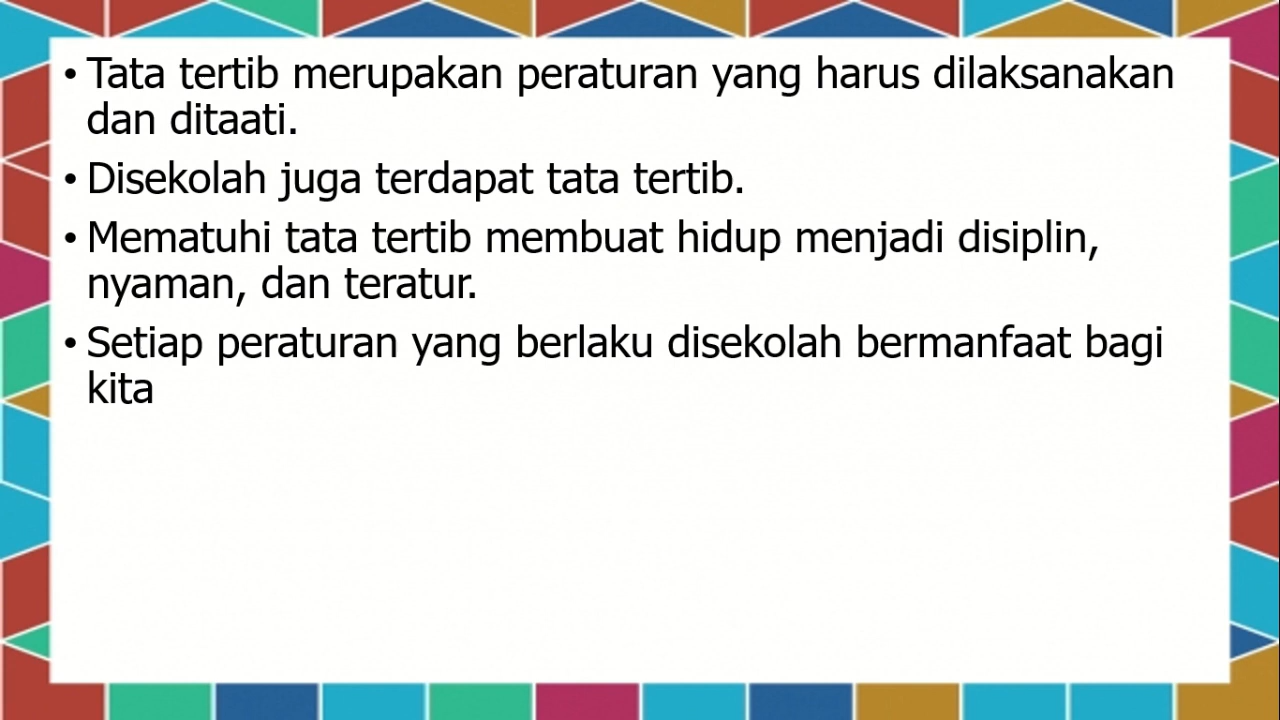 • Tata tertib merupakan peraturan yang harus dilaksanakan
dan ditaati.
• Disekolah juga terdapat tata tertib.
• Mematuhi tata tertib membuat hidup menjadi disiplin,
nyaman, dan teratur.
• Setiap peraturan yang berlaku disekolah bermanfaat bagi
kita